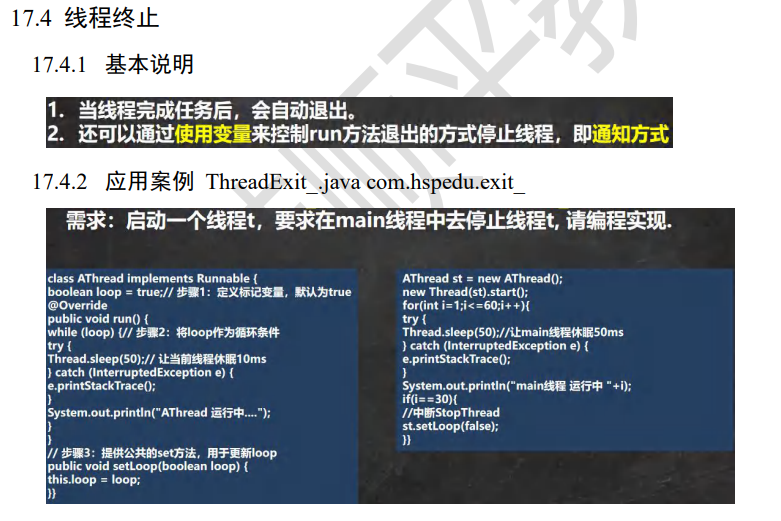 17.4 线程终止
17.4.1 基本说明
1. 当线程完成任务后，会自动退出。
2. 还可以通过使用变量来控制run方法退出的方式停止线程，即通知方式
17.4.2 应用案例 ThreadExit_.java com.hspedu.exit_
需求：启动一个线程t，要求在main线程中去停止线程t, 请编程实现.
class AThread implements Runnable {
boolean loop = true;// 步骤1：定义标记变量，默认为true
@Override
public void run() {
while (loop) {// 步骤2：将loop作为循环条件
try {
Thread.sleep(50);// 让当前线程休眠10ms
} catch (InterruptedException e) {
e.printStackTrace();
}
System.out.println("AThread 运行中....");
}
}
// 步骤3：提供公共的set方法，用于更新loop
public void setLoop(boolean loop) {
this.loop = loop;
}}
AThread st = new AThread();
new Thread(st).start();
for(int i=1;i<=60;i++){
try {
Thread.sleep(50);//让main线程休眠50ms
} catch (InterruptedException e) {
e.printStackTrace();
}
System.out.println("main线程 运行中 "+i);
if(i==30){
//中断StopThread
st.setLoop(false);
}}